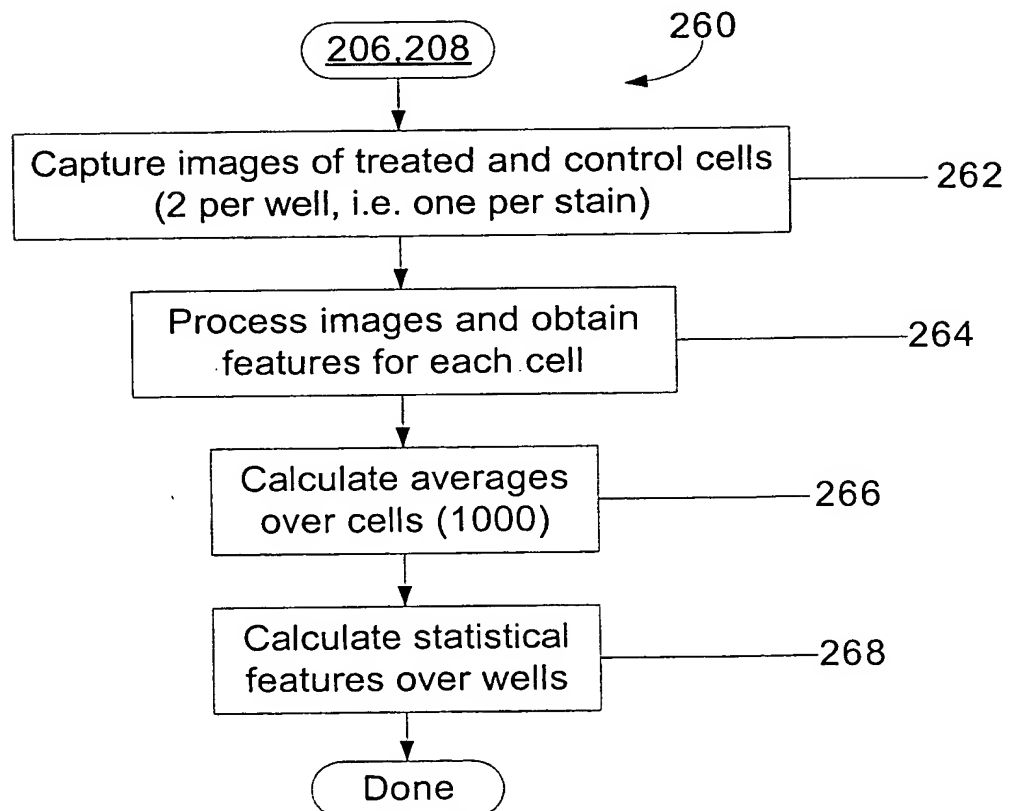 206,208
260
Capture images of treated and control cells
(2 per well, i.e. one per stain)
262
Process images and obtain
features for each cell
264
Calculate averages
over cells (1000)
266
Calculate statistical
features over wells
268
Done